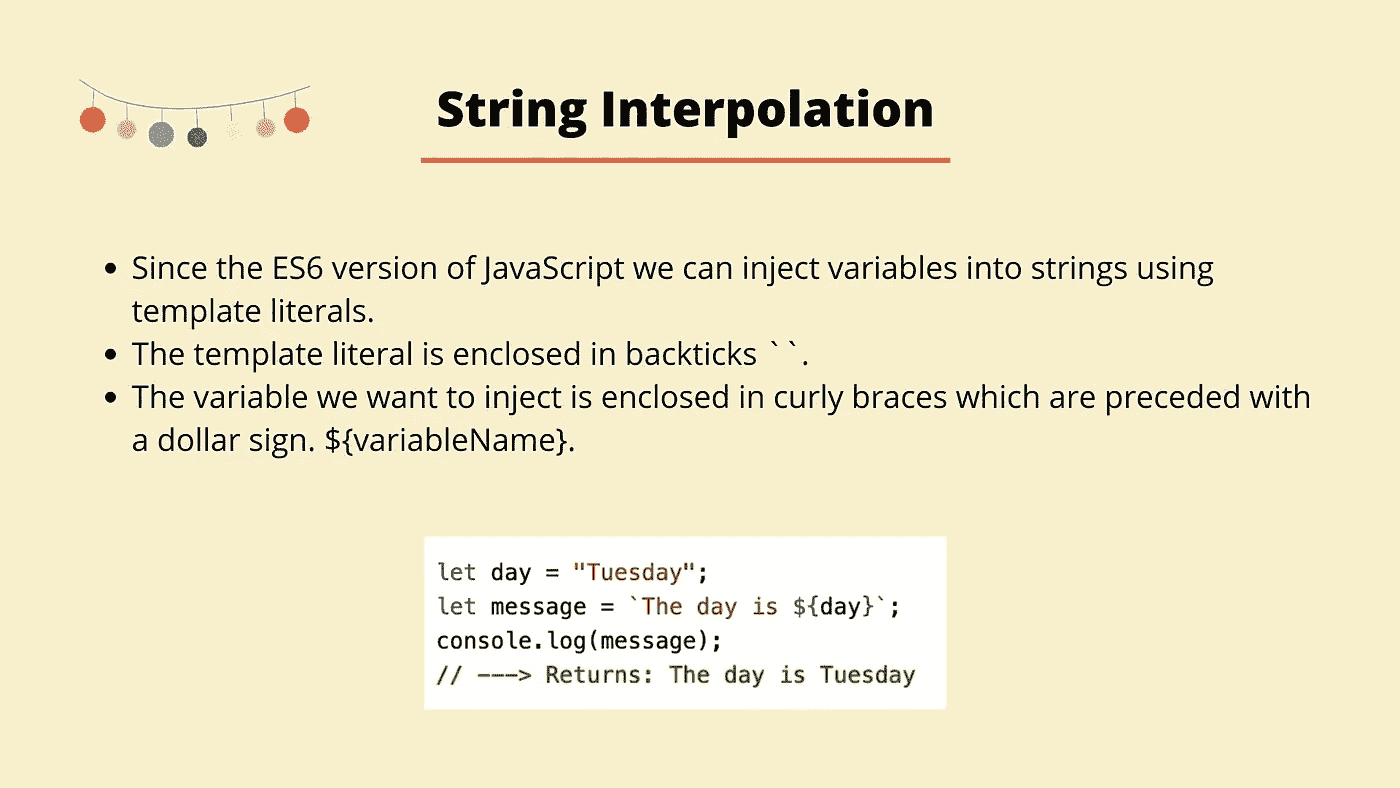 String Interpolation
• Since the ES6 version of JavaScript we can inject variables into strings using
template literals.
• The template literal is enclosed in backticks ` `.
• The variable we want to inject is enclosed in curly braces which are preceded with
a dollar sign. ${variableName}.
let day = "Tuesday";
let message = `The day is ${day}`;
console.log(message);
// ---> Returns: The day is Tuesday